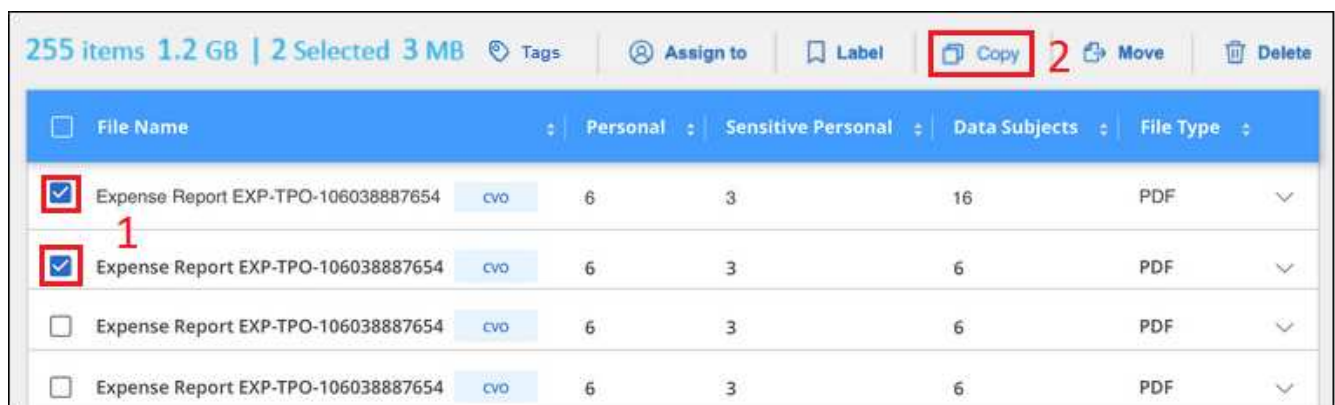 255 items 1.2 GB | 2 Selected 3 MB Tags Assign to Label Copy 2 Move Delete
File Name Personal Sensitive Personal Data Subjects File Type
Expense Report EXP-TPO-106038887654 CVO 6 3 16 PDF
1
Expense Report EXP-TPO-106038887654 CVO 6 3 6 PDF
Expense Report EXP-TPO-106038887654 CVO 6 3 6 PDF
Expense Report EXP-TPO-106038887654 CVO 6 3 6 PDF